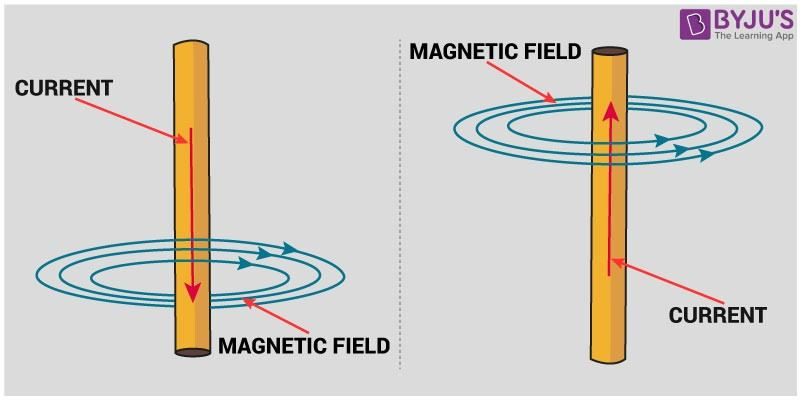 BYJU'S
The Learning App
CURRENT
MAGNETIC FIELD
MAGNETIC FIELD
CURRENT